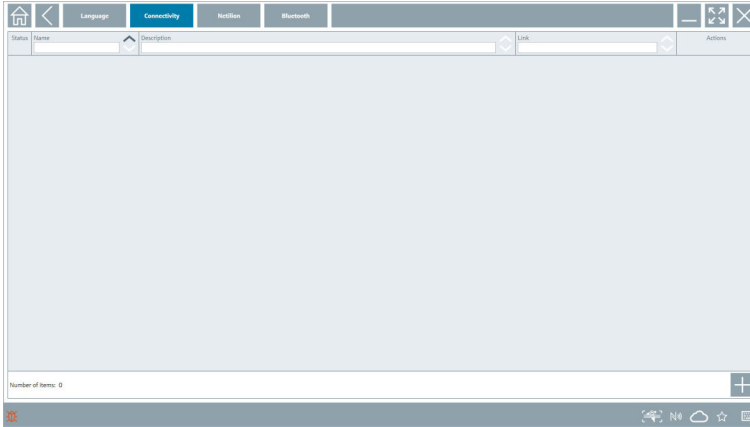 Language Connectivity Netilion Bluetooth
Status Name Description Link Actions
Number of items: 0